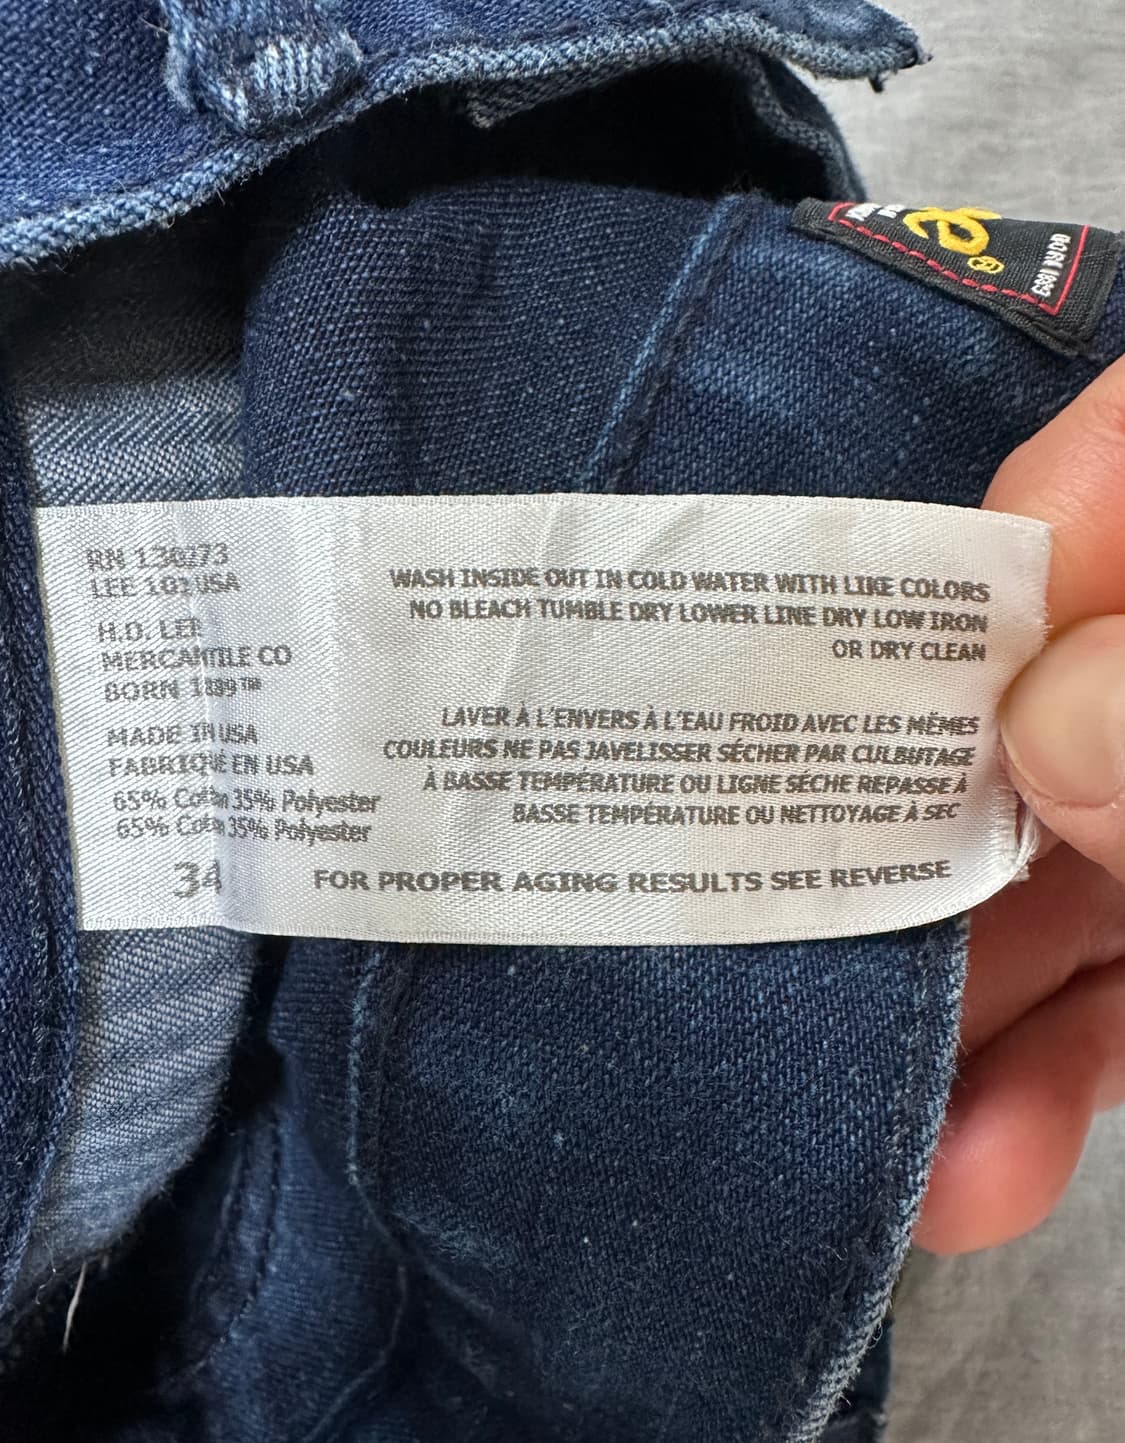 BORN 1889
RN 130273
LEE 101 USA
H.D. LEE
MERCANTILE CO
BORN 1889™
MADE IN USA
FABRIQUÉ EN USA
65% Cotton 35% Polyester
65% Coton 35% Polyester
34
WASH INSIDE OUT IN COLD WATER WITH LIKE COLORS
NO BLEACH TUMBLE DRY LOWER LINE DRY LOW IRON
OR DRY CLEAN
LAVER À L'ENVERS À L'EAU FROID AVEC LES MÊMES
COULEURS NE PAS JAVELISSER SÉCHER PAR CULBUTAGE
À BASSE TEMPÉRATURE OU LIGNE SÉCHE REPASSE À
BASSE TEMPÉRATURE OU NETTOYAGE À SEC
FOR PROPER AGING RESULTS SEE REVERSE